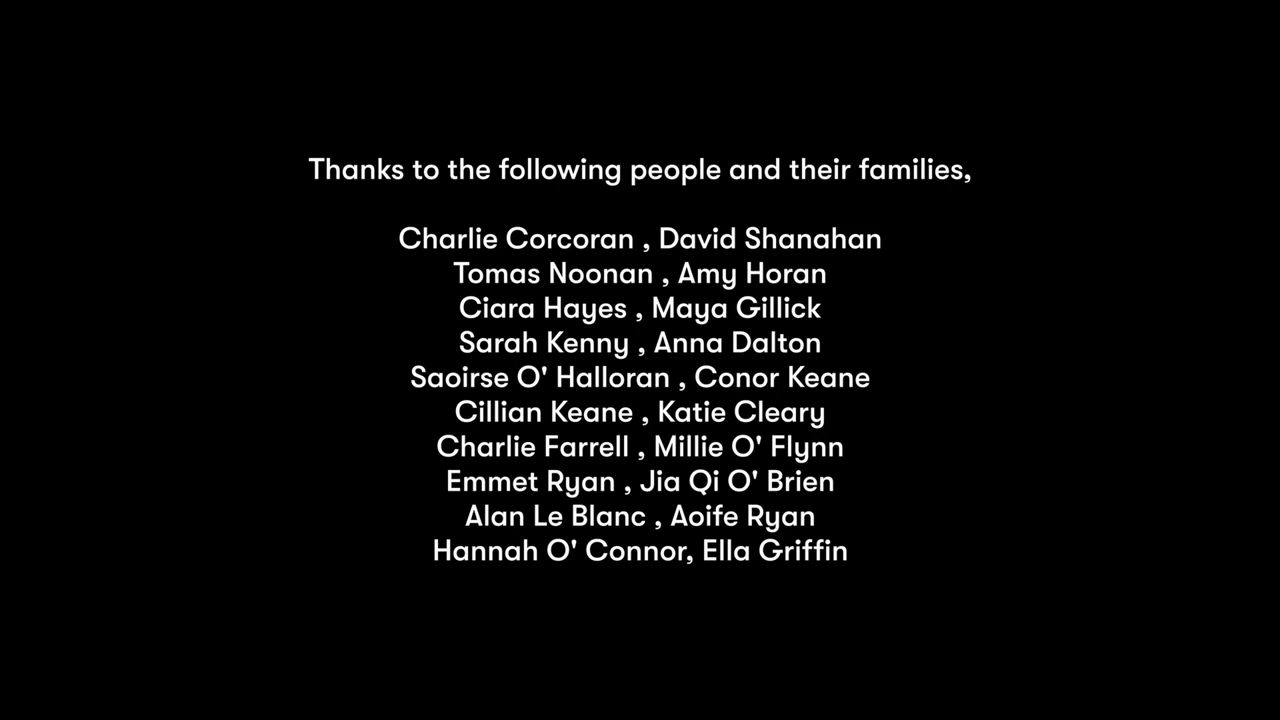 Thanks to the following people and their families,
Charlie Corcoran , David Shanahan
Tomas Noonan , Amy Horan
Ciara Hayes , Maya Gillick
Sarah Kenny , Anna Dalton
Saoirse O' Halloran , Conor Keane
Cillian Keane , Katie Cleary
Charlie Farrell , Millie O' Flynn
Emmet Ryan , Jia Qi O' Brien
Alan Le Blanc , Aoife Ryan
Hannah O' Connor, Ella Griffin